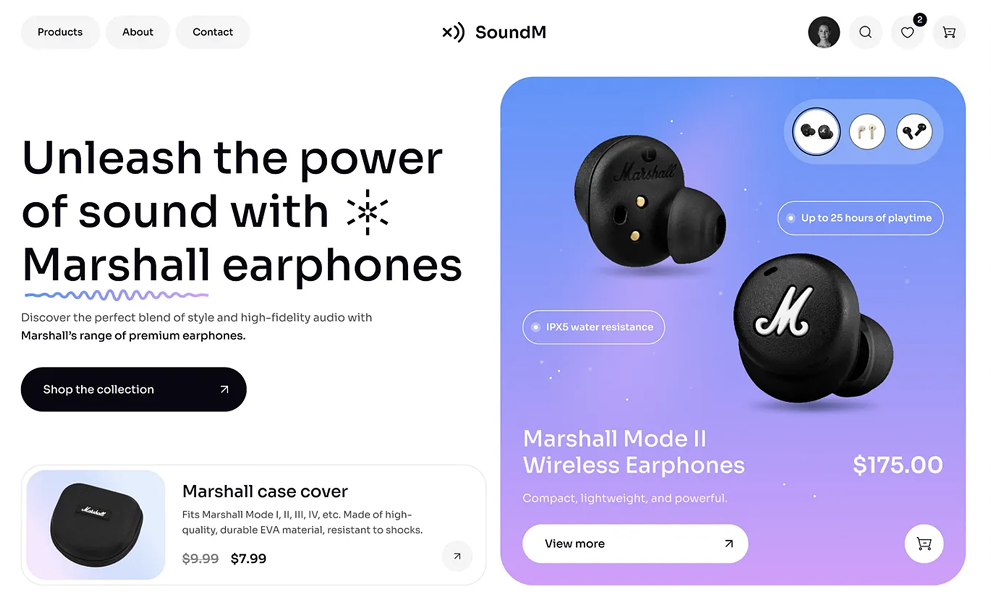 Products
About
Contact
SoundM
2
Unleash the power
of sound with
Marshall earphones
Discover the perfect blend of style and high-fidelity audio with
Marshall’s range of premium earphones.
Shop the collection
Marshall
Marshall case cover
Fits Marshall Mode I, II, III, IV, etc. Made of high-
quality, durable EVA material, resistant to shocks.
$9.99 $7.99
L
Marshall
Up to 25 hours of playtime
M
IPX5 water resistance
Marshall Mode II
Wireless Earphones
$175.00
Compact, lightweight, and powerful.
View more